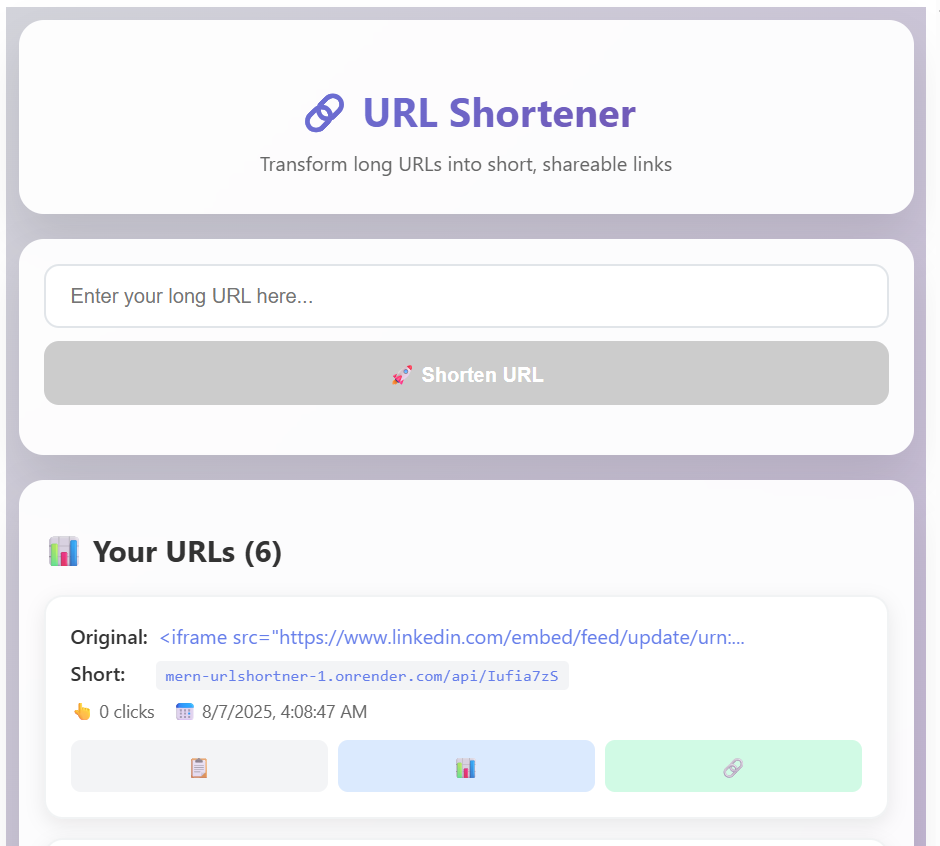 🔗 URL Shortener
Transform long URLs into short, shareable links
Enter your long URL here...
🚀 Shorten URL
📊 Your URLs (6)
Original: <iframe src="https://www.linkedin.com/embed/feed/update/urn:...
Short: mern-urlshortner-1.onrender.com/api/Iufia7zS
👆 0 clicks 📅 8/7/2025, 4:08:47 AM